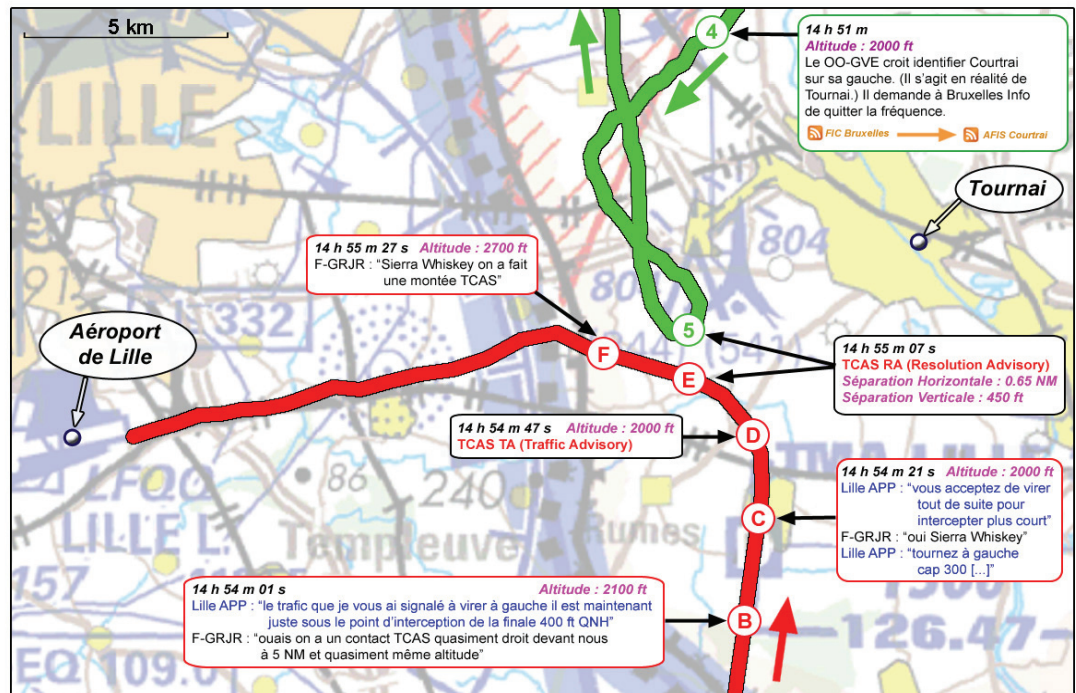 5 km
4
14 h 51 m
Altitude : 2000 ft
Le OO-GVE croit identifier Courtrai
sur sa gauche. (Il s'agit en réalité de
Tournai.) Il demande à Bruxelles Info
de quitter la fréquence.
FIC Bruxelles
AFIS Courtrai
LILLE
Tournai
804
14 h 55 m 27 s Altitude : 2700 ft
F-GRJR : “Sierra Whiskey on a fait
une montée TCAS”
91
332
Aéroport
de Lille
5
F
E
14 h 55 m 07 s
TCAS RA (Resolution Advisory)
Séparation Horizontale : 0.65 NM
Séparation Verticale : 450 ft
14 h 54 m 47 s Altitude : 2000 ft
TCAS TA (Traffic Advisory)
D
14 h 54 m 21 s Altitude : 2000 ft
Lille APP : “vous acceptez de virer
tout de suite pour
intercepter plus court”
F-GRJR : “oui Sierra Whiskey”
Lille APP : “tournez à gauche
cap 300 [...]”
LFQQ
86
240
C
LILLE L.
Templeuve
Rumes
157
14 h 54 m 01 s Altitude : 2100 ft
Lille APP : “le trafic que je vous ai signalé à virer à gauche il est maintenant
juste sous le point d'interception de la finale 400 ft QNH”
F-GRJR : “ouais on a un contact TCAS quasiment droit devant nous
à 5 NM et quasiment même altitude”
B
126.47
EQ 109.0